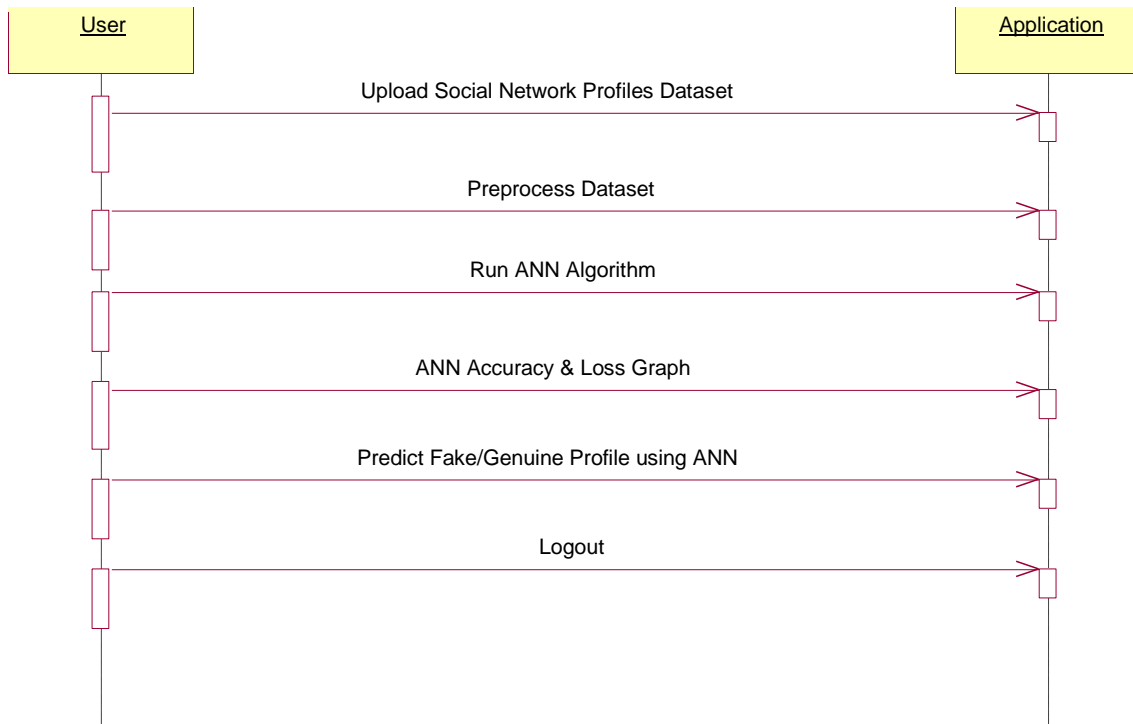 User
Application
Upload Social Network Profiles Dataset
Preprocess Dataset
Run ANN Algorithm
ANN Accuracy & Loss Graph
Predict Fake/Genuine Profile using ANN
Logout